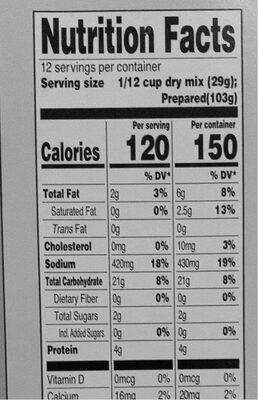 Nutrition Facts
12 servings per container
Serving size 1/12 cup dry mix (29g);
Prepared(103g)
Per serving Per container
Calories 120 150
% DV* % DV*
Total Fat 2g 3% 6g 8%
Saturated Fat 0g 0% 2.5g 13%
Trans Fat 0g 0g
Cholesterol 0mg 0% 10mg 3%
Sodium 420mg 18% 430mg 19%
Total Carbohydrate 21g 8% 21g 8%
Dietary Fiber 0g 0% 0g 0%
Total Sugars 2g 2g
Incl. Added Sugars 0g 0% 0g 0%
Protein 4g 4g
Vitamin D 0mcg 0% 0mcg 0%
Calcium 16mg 2% 20mg 2%